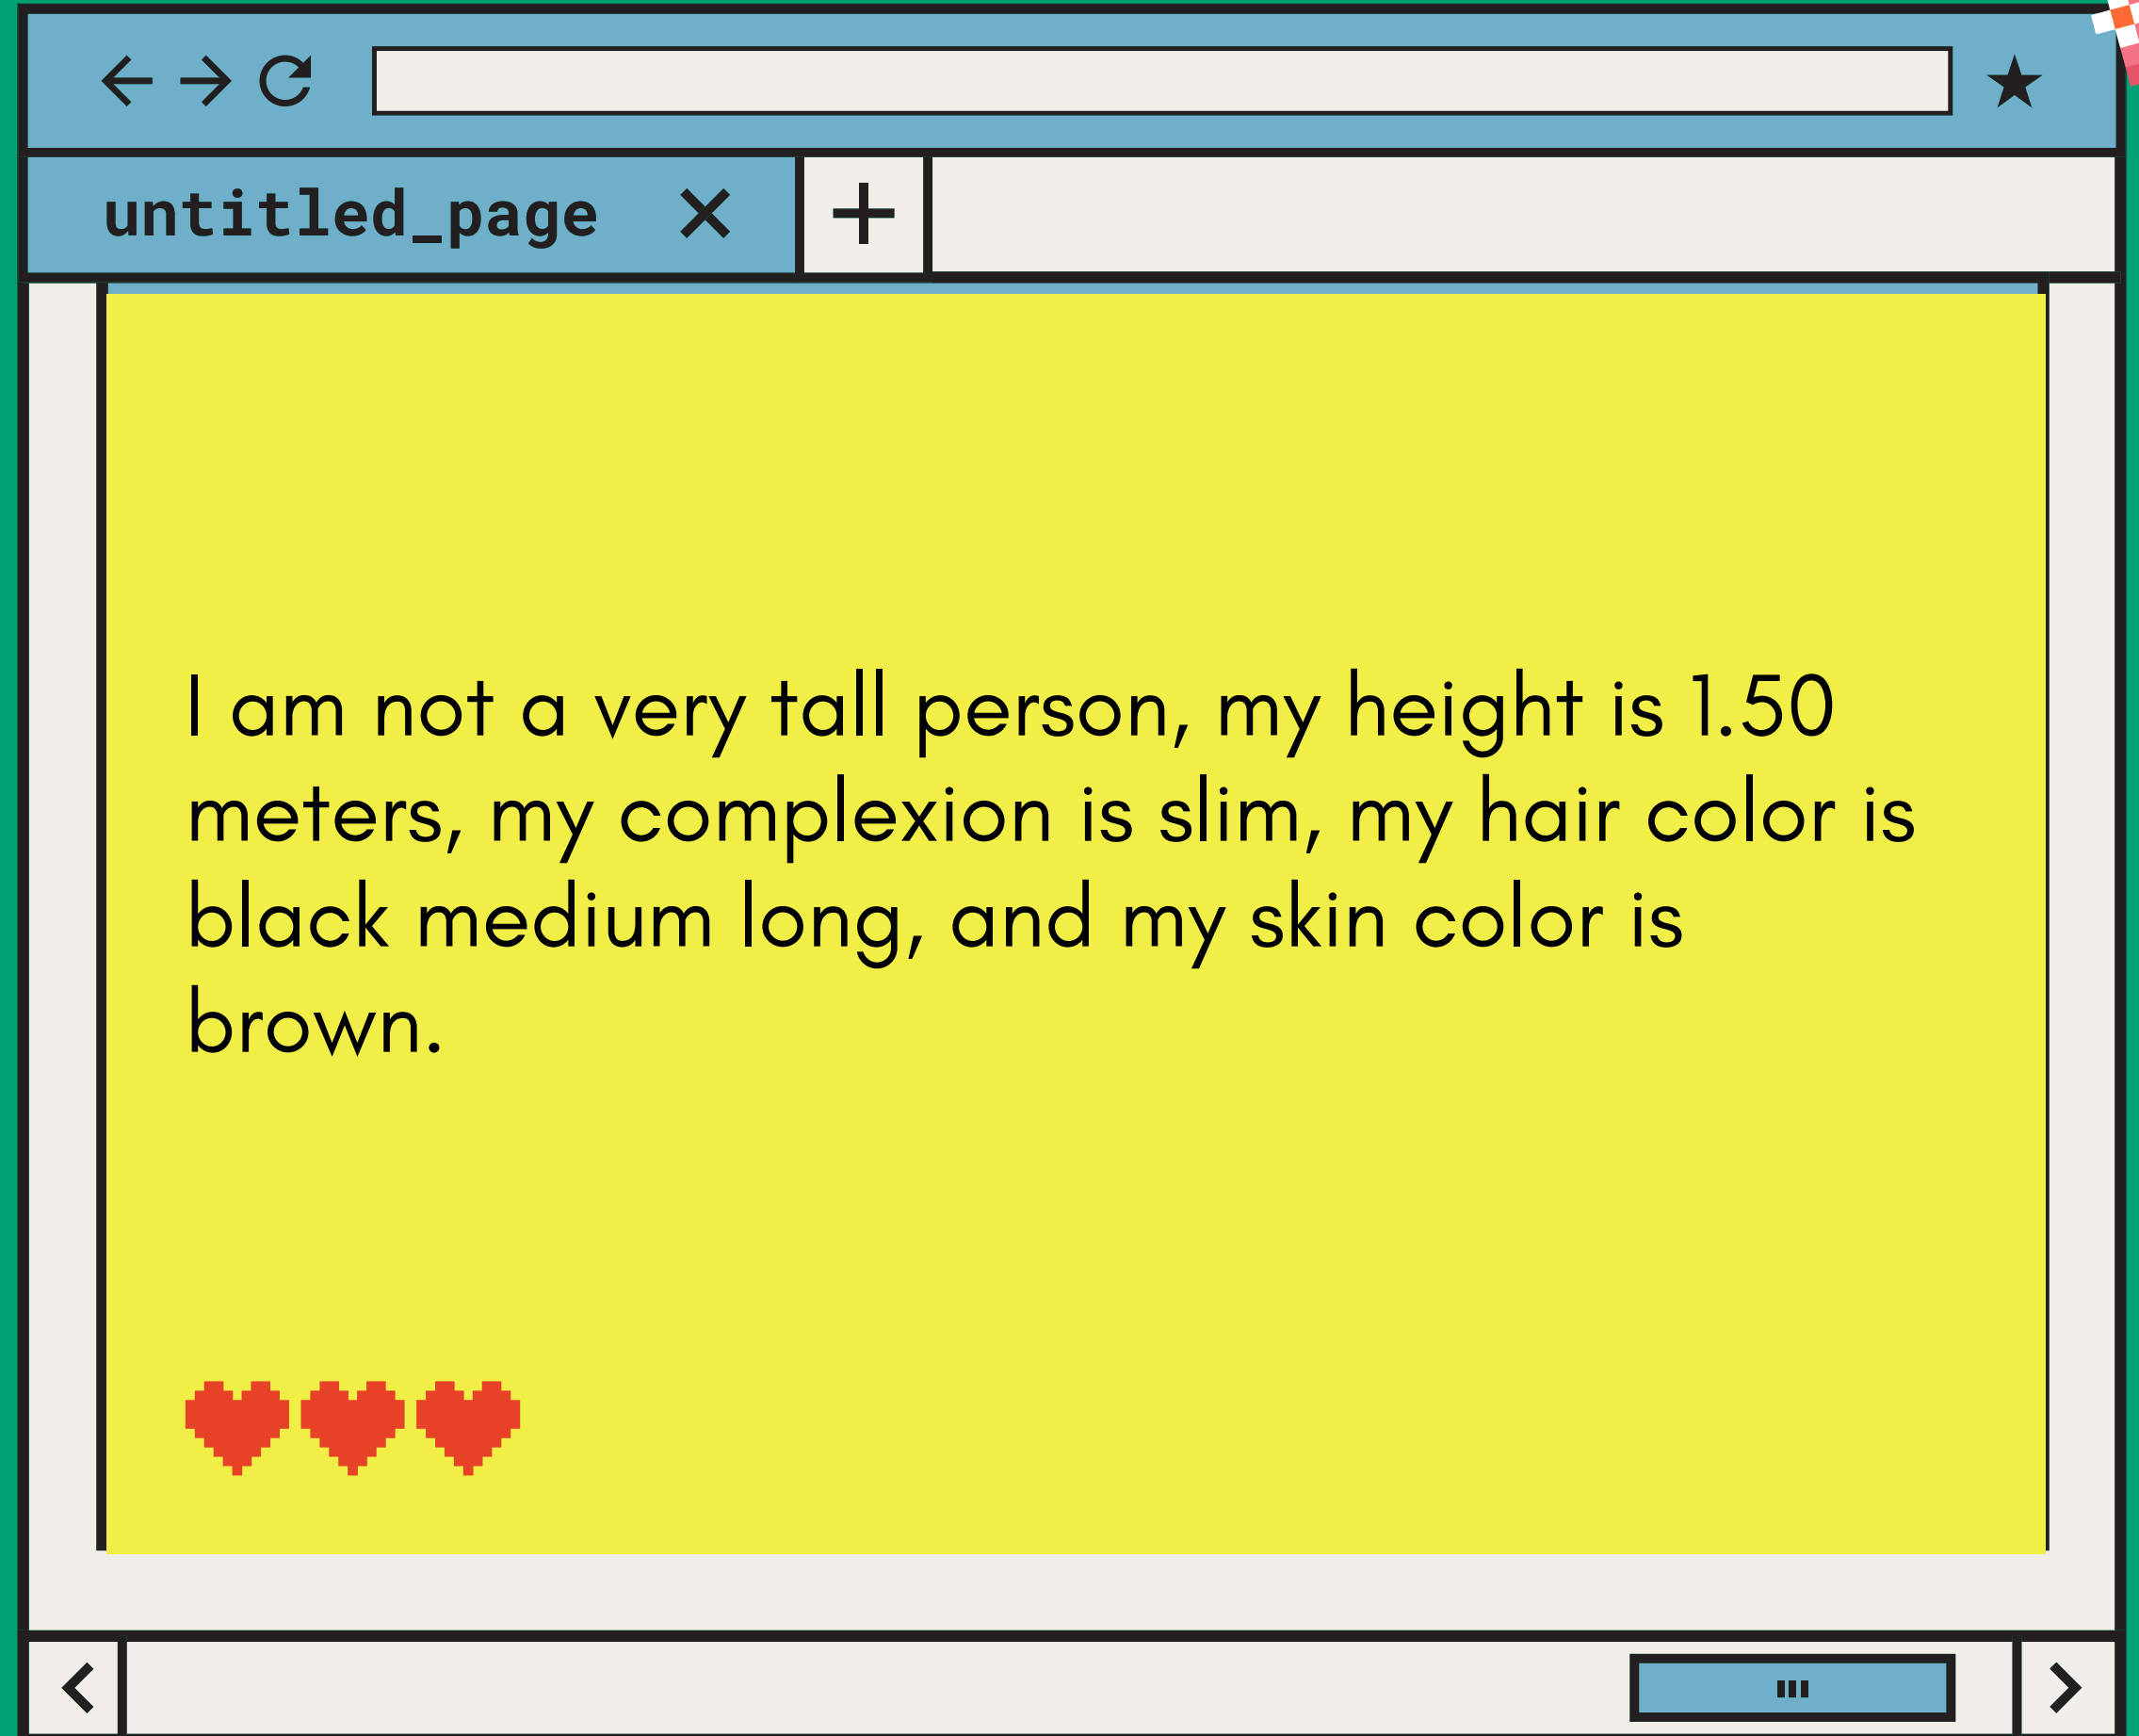 untitled_page
I am not a very tall person, my height is 1.50
meters, my complexion is slim, my hair color is
black medium long,and my skin color is
brown.